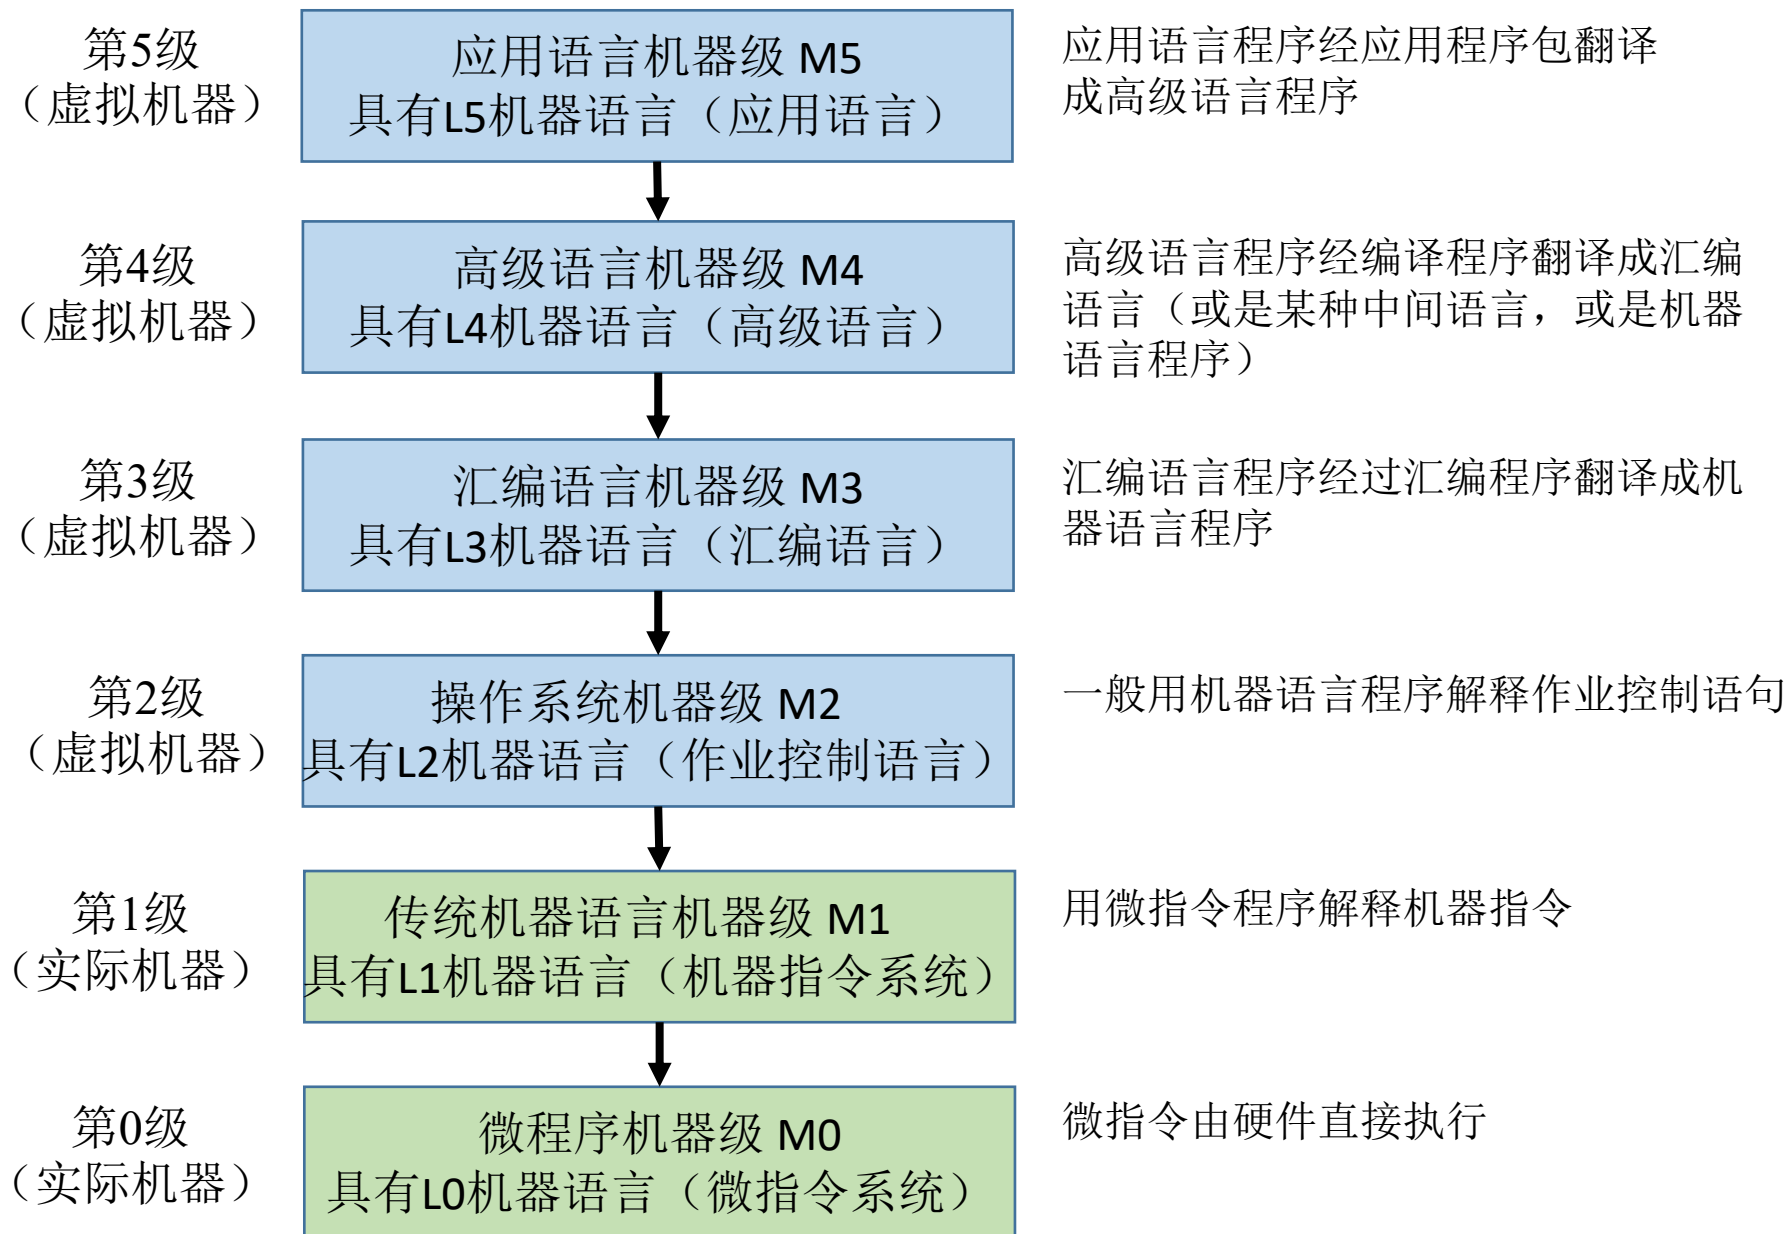 第5级
（虚拟机器）
应用语言机器级 M5
具有L5机器语言（应用语言）
应用语言程序经应用程序包翻译
成高级语言程序
第4级
（虚拟机器）
高级语言机器级 M4
具有L4机器语言（高级语言）
高级语言程序经编译程序翻译成汇编
语言（或是某种中间语言，或是机器
语言程序）
第3级
（虚拟机器）
汇编语言机器级 M3
具有L3机器语言（汇编语言）
汇编语言程序经过汇编程序翻译成机
器语言程序
第2级
（虚拟机器）
操作系统机器级 M2
具有L2机器语言（作业控制语言）
一般用机器语言程序解释作业控制语句
第1级
（实际机器）
传统机器语言机器级 M1
具有L1机器语言（机器指令系统）
用微指令程序解释机器指令
第0级
（实际机器）
微程序机器级 M0
具有L0机器语言（微指令系统）
微指令由硬件直接执行